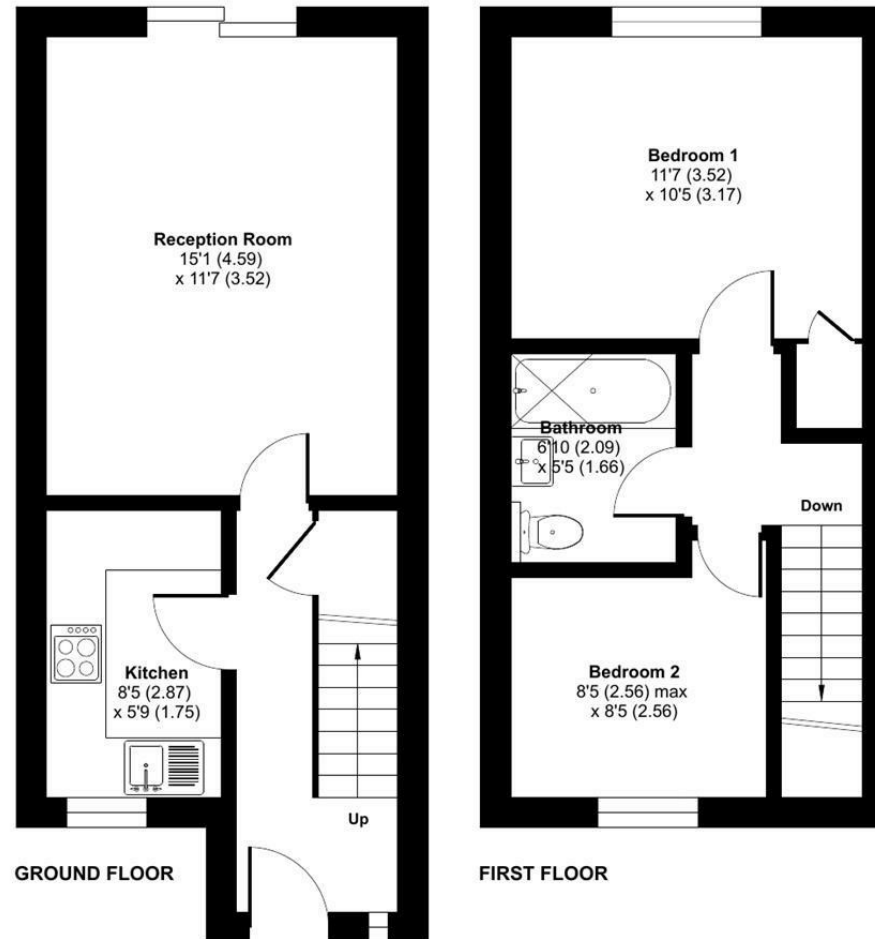 Reception Room
15'1 (4.59)
x 11'7 (3.52)
Kitchen
8'5 (2.87)
x 5'9 (1.75)
Up
GROUND FLOOR
Bedroom 1
11'7 (3.52)
x 10'5 (3.17)
Bathroom
6'10 (2.09)
x 5'5 (1.66)
Down
Bedroom 2
8'5 (2.56) max
x 8'5 (2.56)
FIRST FLOOR